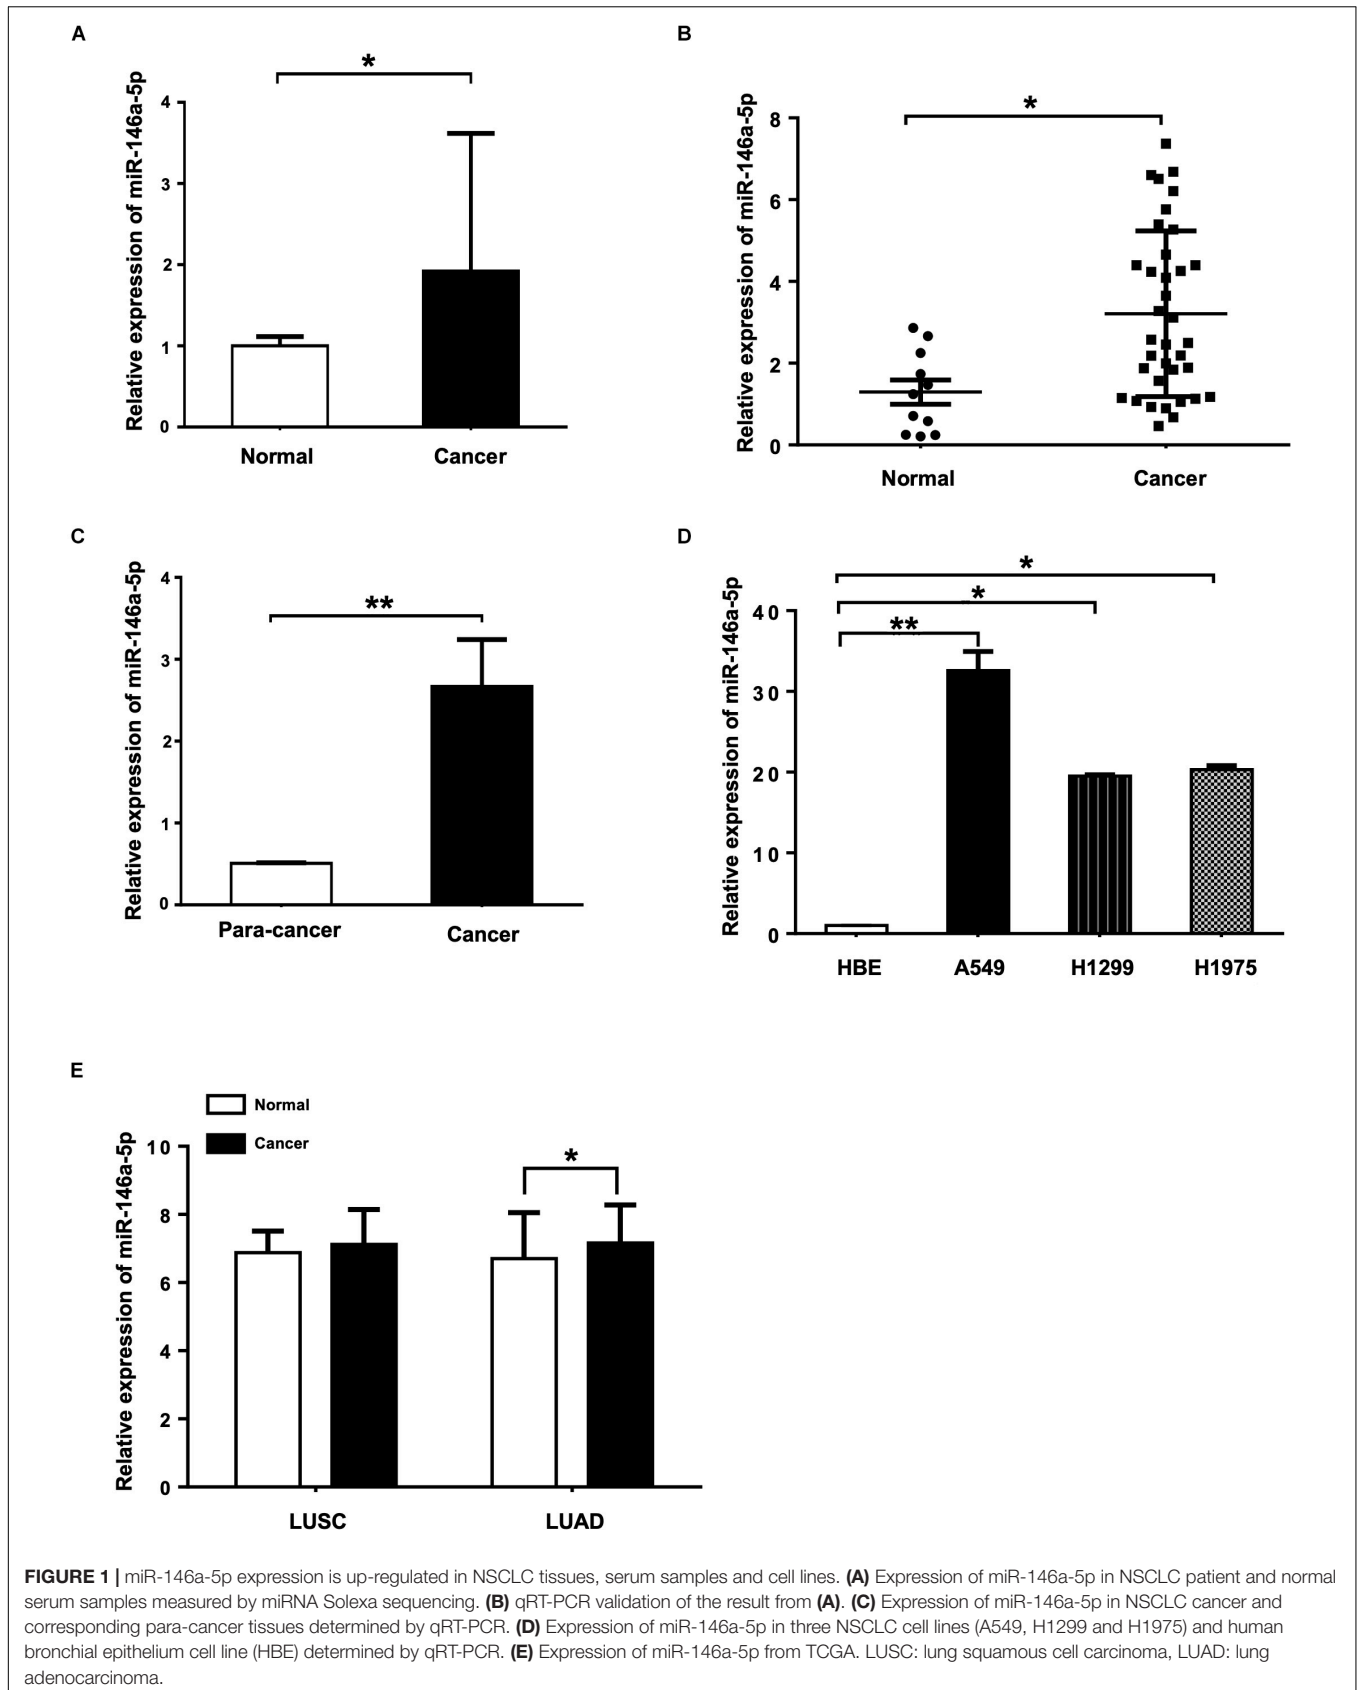 A
*
Relative expression of miR-146a-5p
4
3
2
1
0
Normal
Cancer
B
*
Relative expression of miR-146a-5p
8
6
4
2
0
Normal
Cancer
C
**
Relative expression of miR-146a-5p
4
3
2
1
0
Para-cancer
Cancer
D
*
*
**
Relative expression of miR-146a-5p
40
30
20
10
0
HBE
A549
H1299
H1975
E
Normal
Cancer
*
Relative expression of miR-146a-5p
10
8
6
4
2
0
LUSC
LUAD
FIGURE 1 | miR-146a-5p expression is up-regulated in NSCLC tissues, serum samples and cell lines. (A) Expression of miR-146a-5p in NSCLC patient and normal
serum samples measured by miRNA Solexa sequencing. (B) qRT-PCR validation of the result from (A). (C) Expression of miR-146a-5p in NSCLC cancer and
corresponding para-cancer tissues determined by qRT-PCR. (D) Expression of miR-146a-5p in three NSCLC cell lines (A549, H1299 and H1975) and human
bronchial epithelium cell line (HBE) determined by qRT-PCR. (E) Expression of miR-146a-5p from TCGA. LUSC: lung squamous cell carcinoma, LUAD: lung
adenocarcinoma.